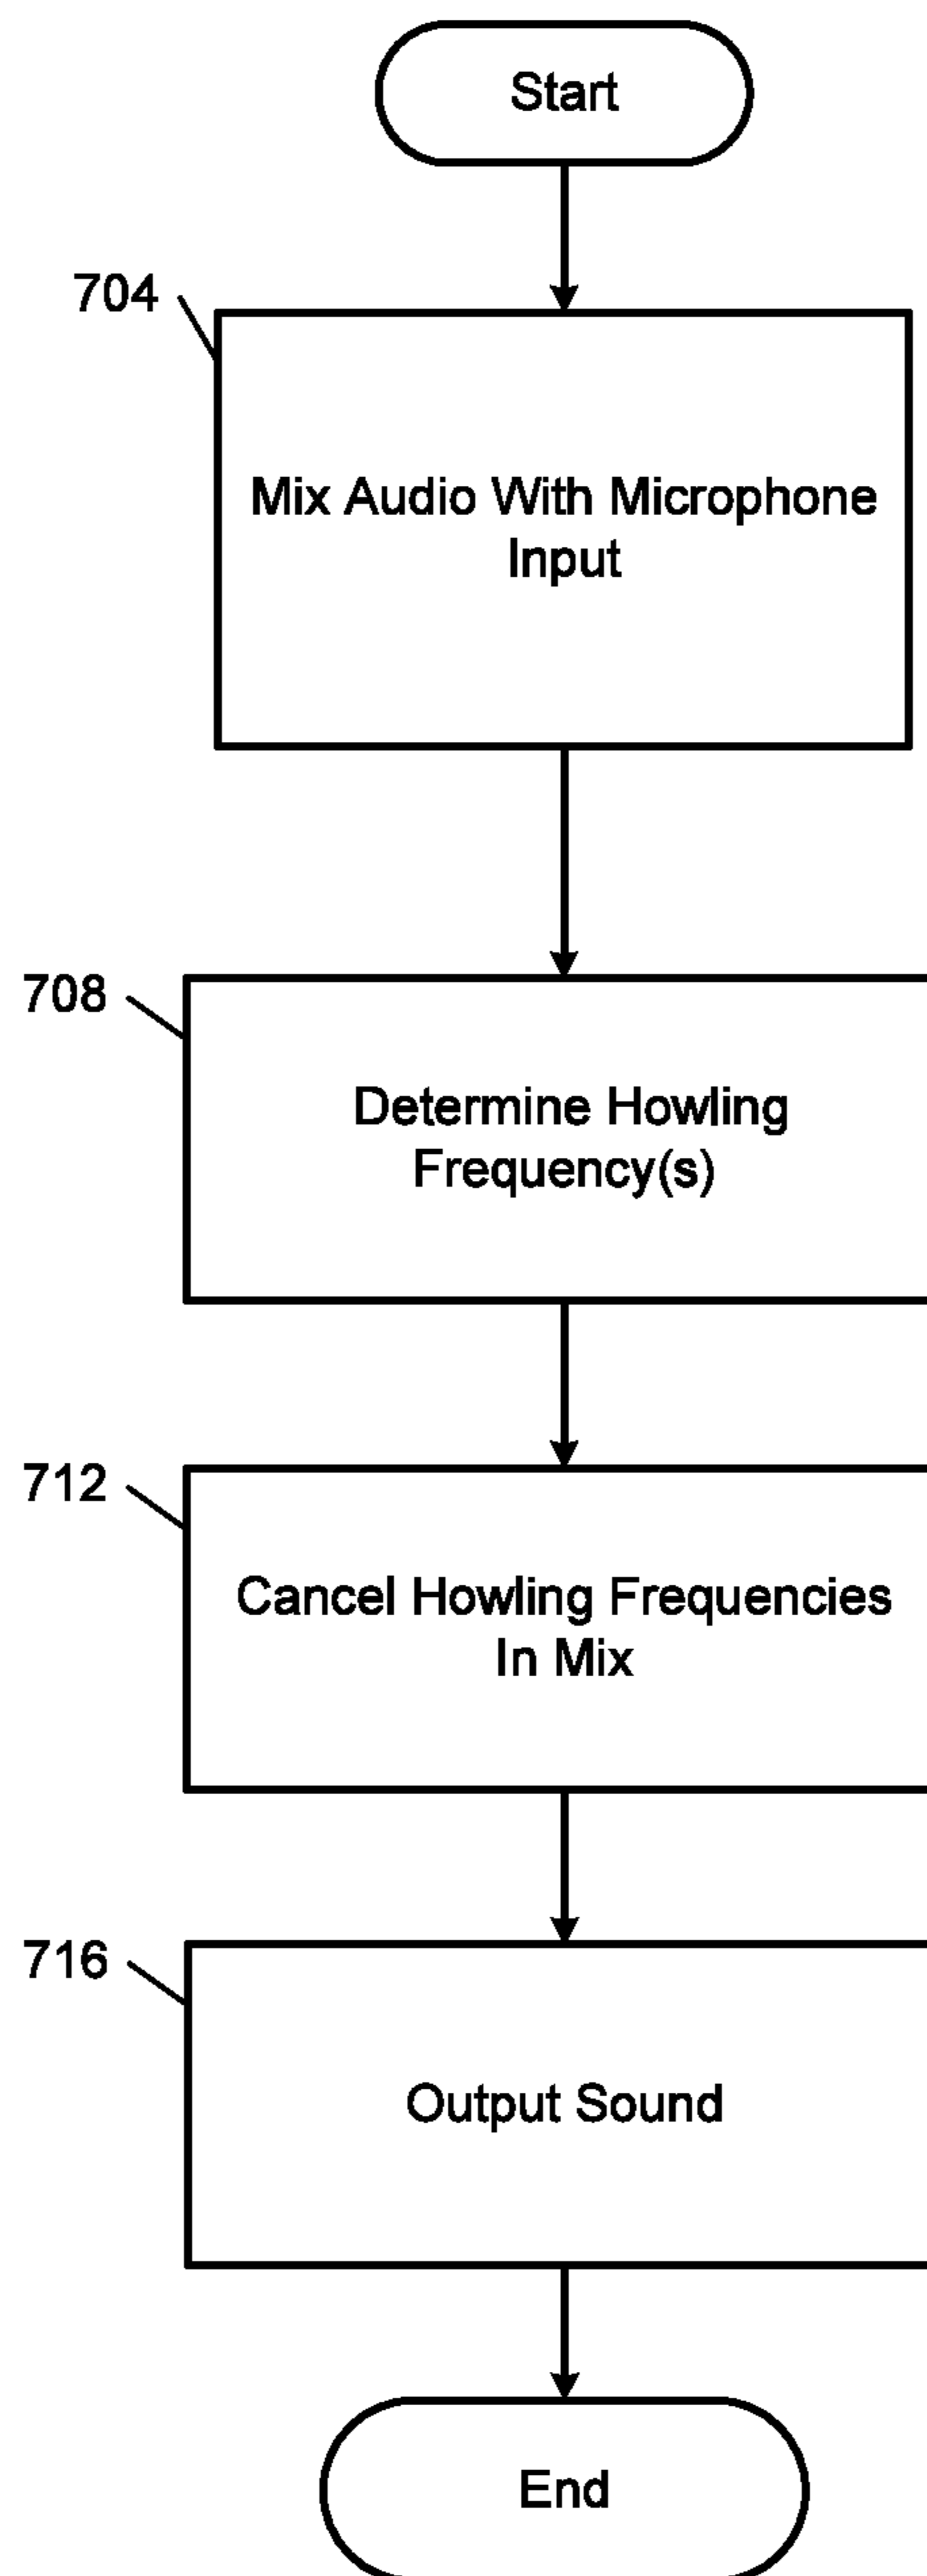 Start
704
Mix Audio With Microphone
Input
708
Determine Howling
Frequency(s)
712
Cancel Howling Frequencies
In Mix
716
Output Sound
End